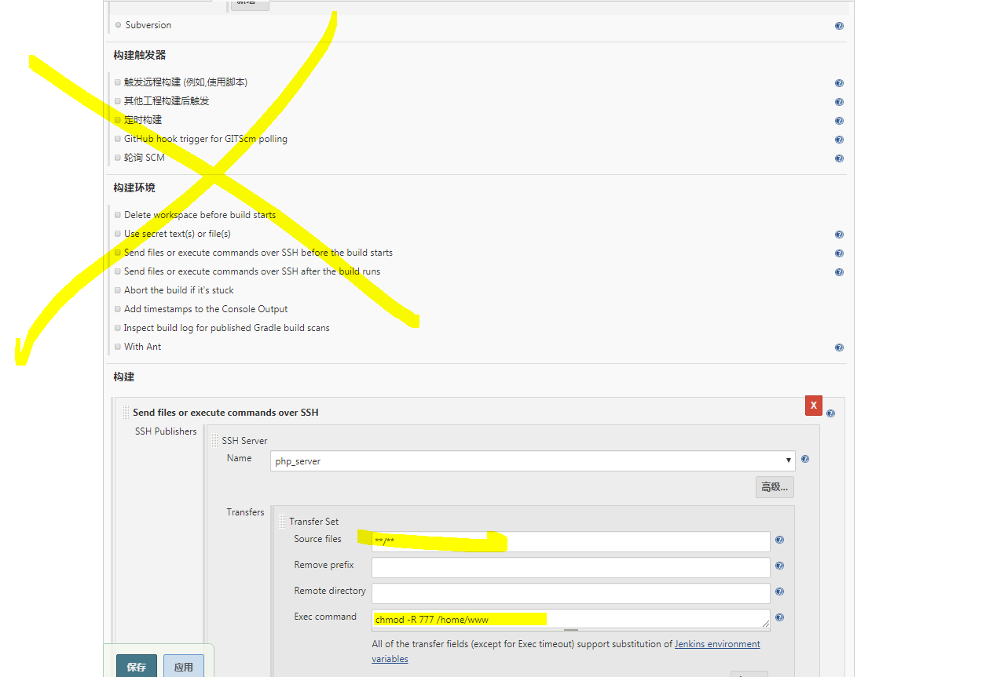 新增
Subversion
构建触发器
触发远程构建 (例如,使用脚本)
其他工程构建后触发
定时构建
GitHub hook trigger for GITScm polling
轮询 SCM
构建环境
Delete workspace before build starts
Use secret text(s) or file(s)
Send files or execute commands over SSH before the build starts
Send files or execute commands over SSH after the build runs
Abort the build if it's stuck
Add timestamps to the Console Output
Inspect build log for published Gradle build scans
With Ant
构建
X
Send files or execute commands over SSH
SSH Publishers
SSH Server
Name
php_server
高级...
Transfers
Transfer Set
Source files
**/**
Remove prefix
Remote directory
Exec command
chmod -R 777 /home/www
All of the transfer fields (except for Exec timeout) support substitution of Jenkins environment
variables
保存
应用